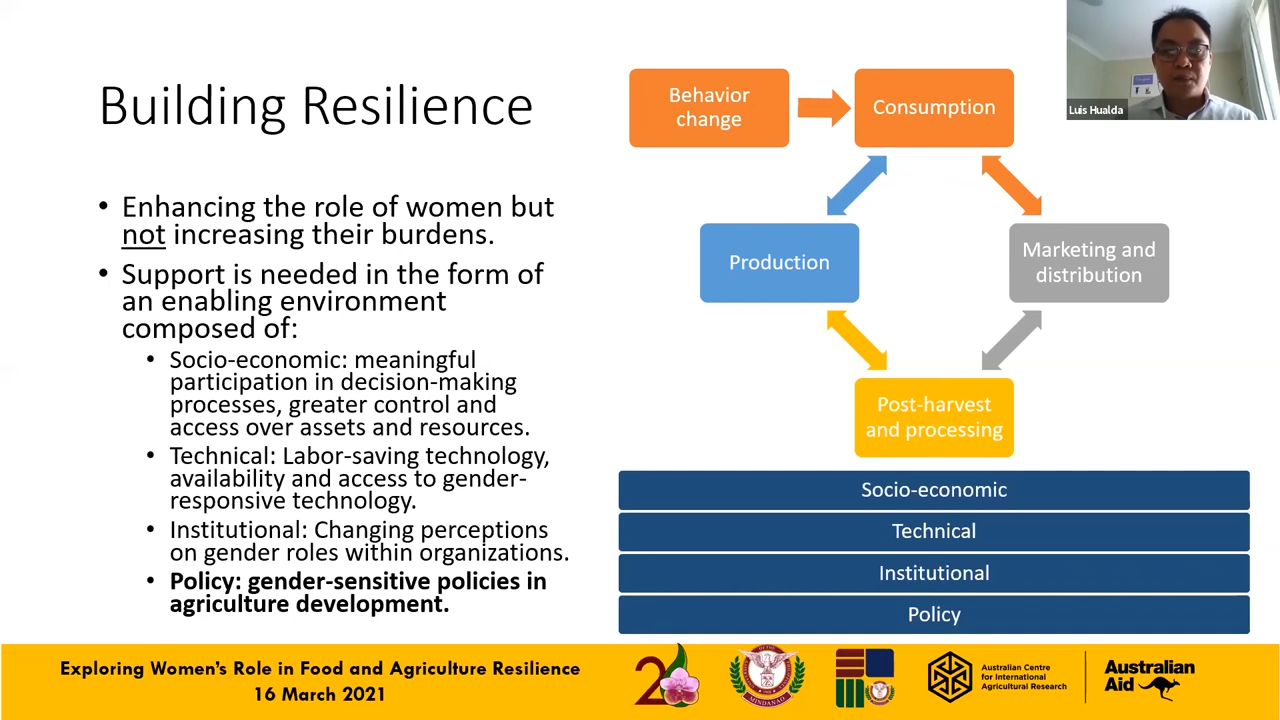 Building Resilience
• Enhancing the role of women but
not increasing their burdens.
• Support is needed in the form of
an enabling environment
composed of:
• Socio-economic: meaningful
participation in decision-making
processes, greater control and
access over assets and resources.
• Technical: Labor-saving technology,
availability and access to gender-
responsive technology.
• Institutional: Changing perceptions
on gender roles within organizations.
• Policy: gender-sensitive policies in
agriculture development.
Behavior
change
Consumption
Production
Marketing and
distribution
Post-harvest
and processing
Socio-economic
Technical
Institutional
Policy
Luis Hualda
Exploring Women's Role in Food and Agriculture Resilience
16 March 2021
2
MINDANAO
Australian Centre
for International
Agricultural Research
Australian
Aid